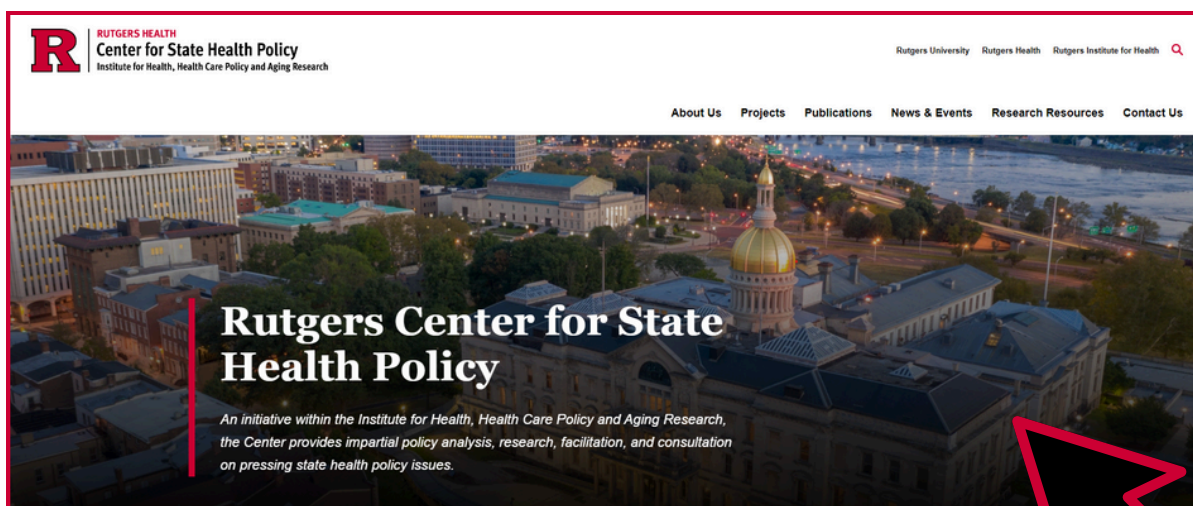 R
RUTGERS HEALTH
Center for State Health Policy
Institute for Health, Health Care Policy and Aging Research
Rutgers University Rutgers Health Rutgers Institute for Health
About Us Projects Publications News & Events Research Resources Contact Us
Rutgers Center for State
Health Policy
An initiative within the Institute for Health, Health Care Policy and Aging Research,
the Center provides impartial policy analysis, research, facilitation, and consultation
on pressing state health policy issues.